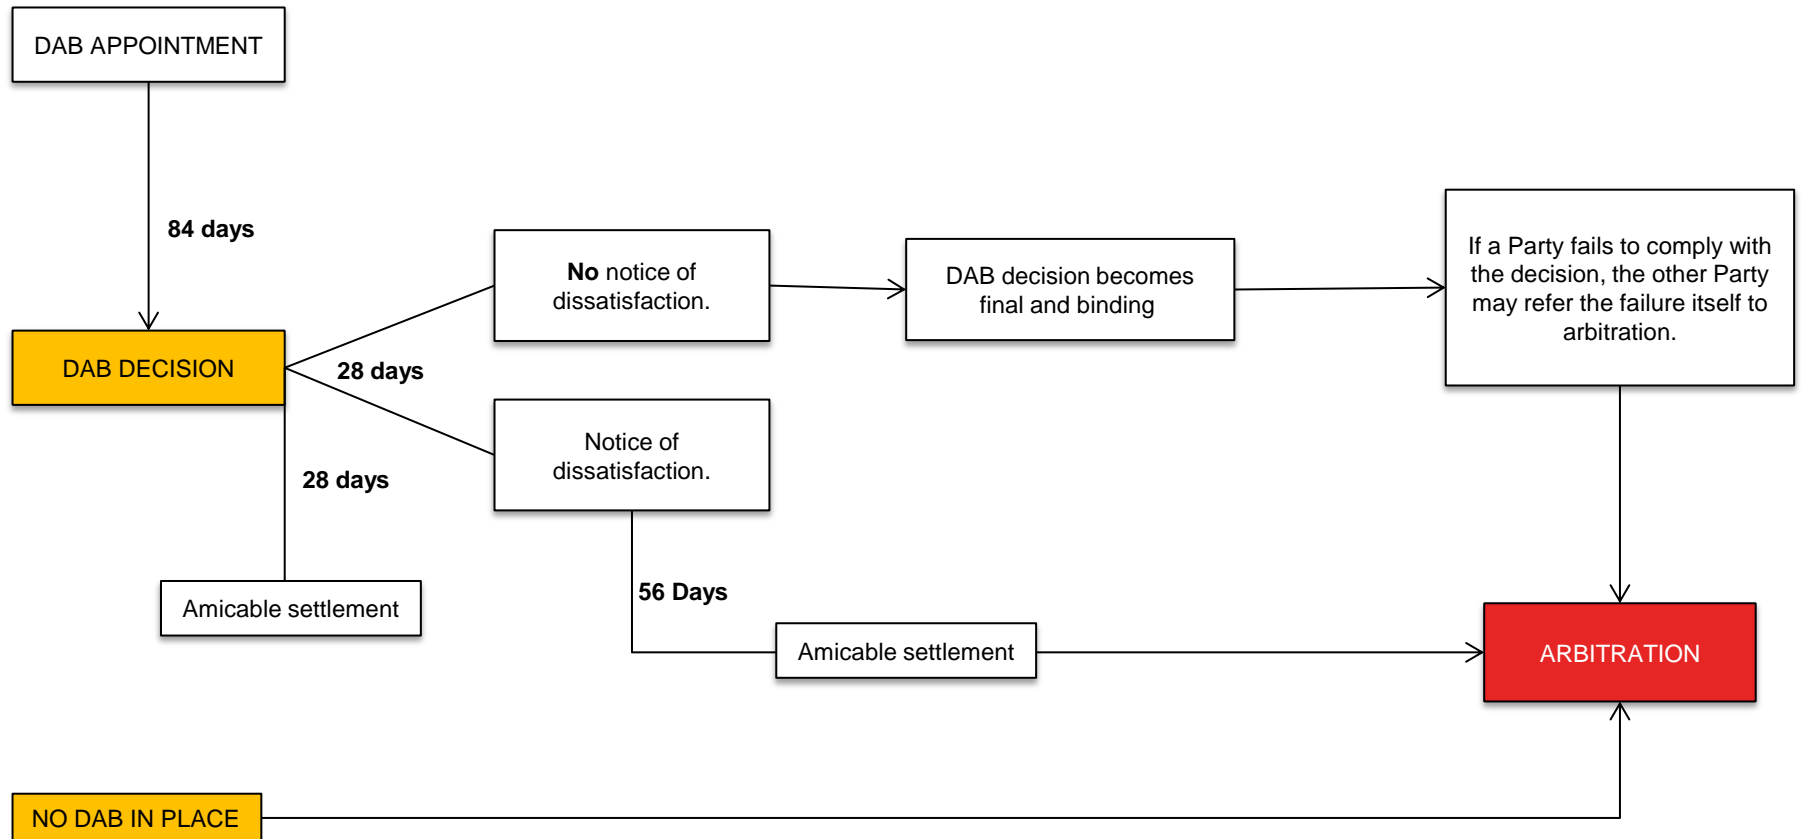 DAB APPOINTMENT
84 days
DAB DECISION
28 days
No notice of
dissatisfaction.
DAB decision becomes
final and binding
If a Party fails to comply with
the decision, the other Party
may refer the failure itself to
arbitration.
Notice of
dissatisfaction.
28 days
Amicable settlement
56 Days
Amicable settlement
ARBITRATION
NO DAB IN PLACE